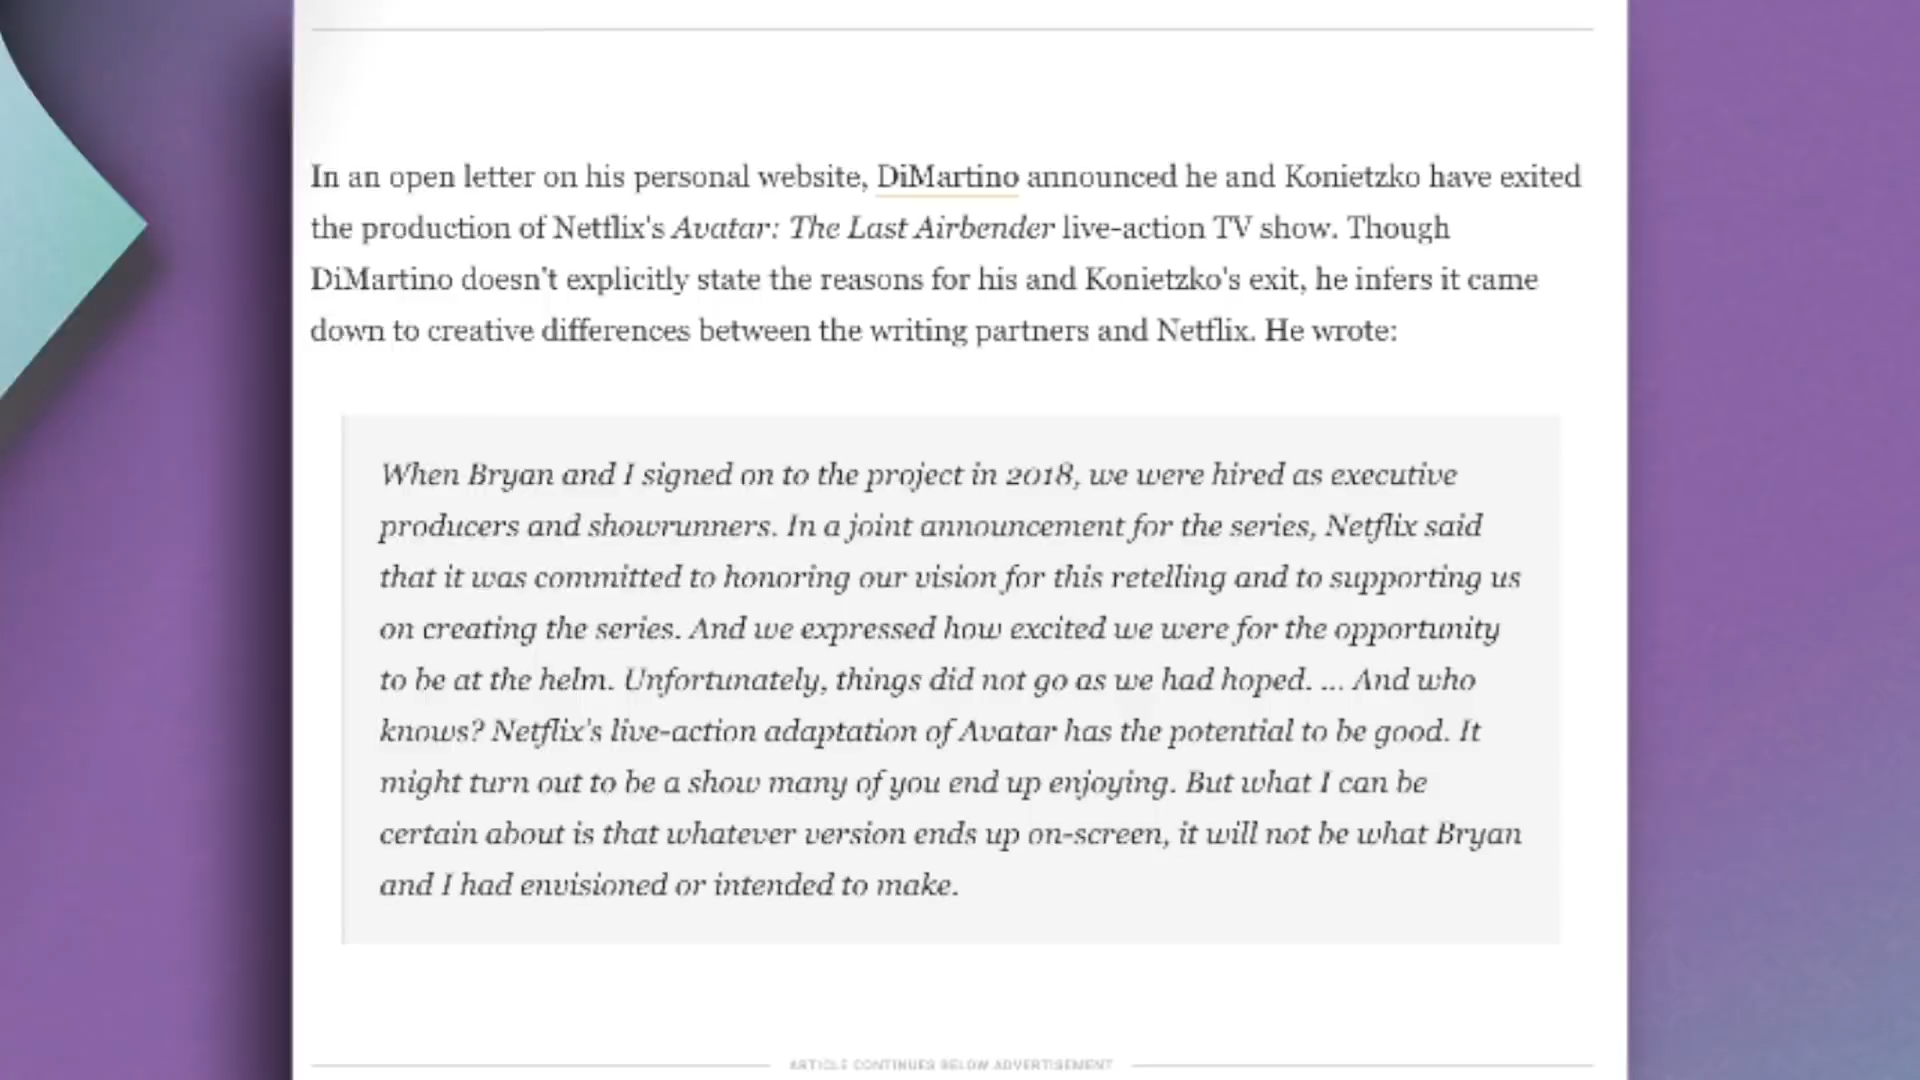 In an open letter on his personal website, DiMartino announced he and Konietzko have exited
the production of Netflix's Avatar: The Last Airbender live-action TV show. Though
DiMartino doesn't explicitly state the reasons for his and Konietzko's exit, he infers it came
down to creative differences between the writing partners and Netflix. He wrote:
When Bryan and I signed on to the project in 2018, we were hired as executive
producers and showrunners. In a joint announcement for the series, Netflix said
that it was committed to honoring our vision for this retelling and to supporting us
on creating the series. And we expressed how excited we were for the opportunity
to be at the helm. Unfortunately, things did not go as we had hoped. ... And who
knows? Netflix's live-action adaptation of Avatar has the potential to be good. It
might turn out to be a show many of you end up enjoying. But what I can be
certain about is that whatever version ends up on-screen, it will not be what Bryan
and I had envisioned or intended to make.
ARTICLE CONTINUES BELOW ADVERTISEMENT